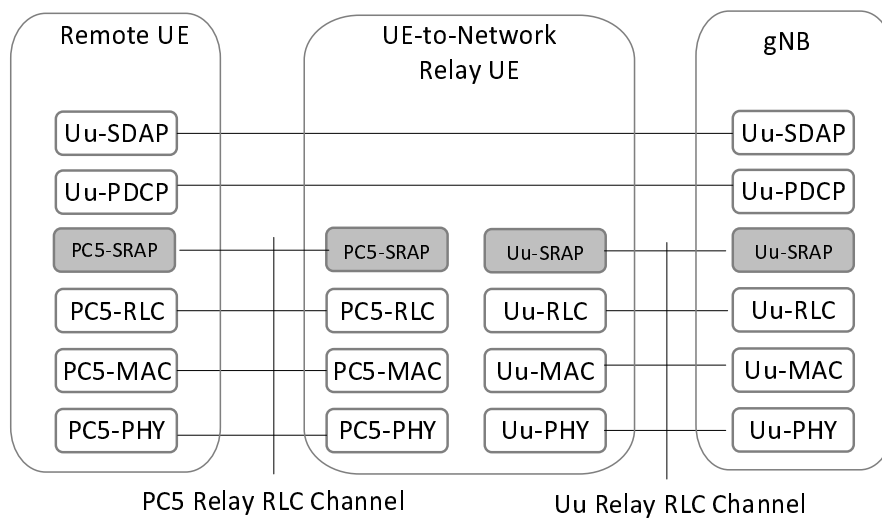 Remote UE
UE-to-Network
Relay UE
gNB
Uu-SDAP
Uu-SDAP
Uu-PDCP
Uu-PDCP
PC5-SRAP
PC5-SRAP
Uu-SRAP
Uu-SRAP
PC5-RLC
PC5-RLC
Uu-RLC
Uu-RLC
PC5-MAC
PC5-MAC
Uu-MAC
Uu-MAC
PC5-PHY
PC5-PHY
Uu-PHY
Uu-PHY
PC5 Relay RLC Channel
Uu Relay RLC Channel